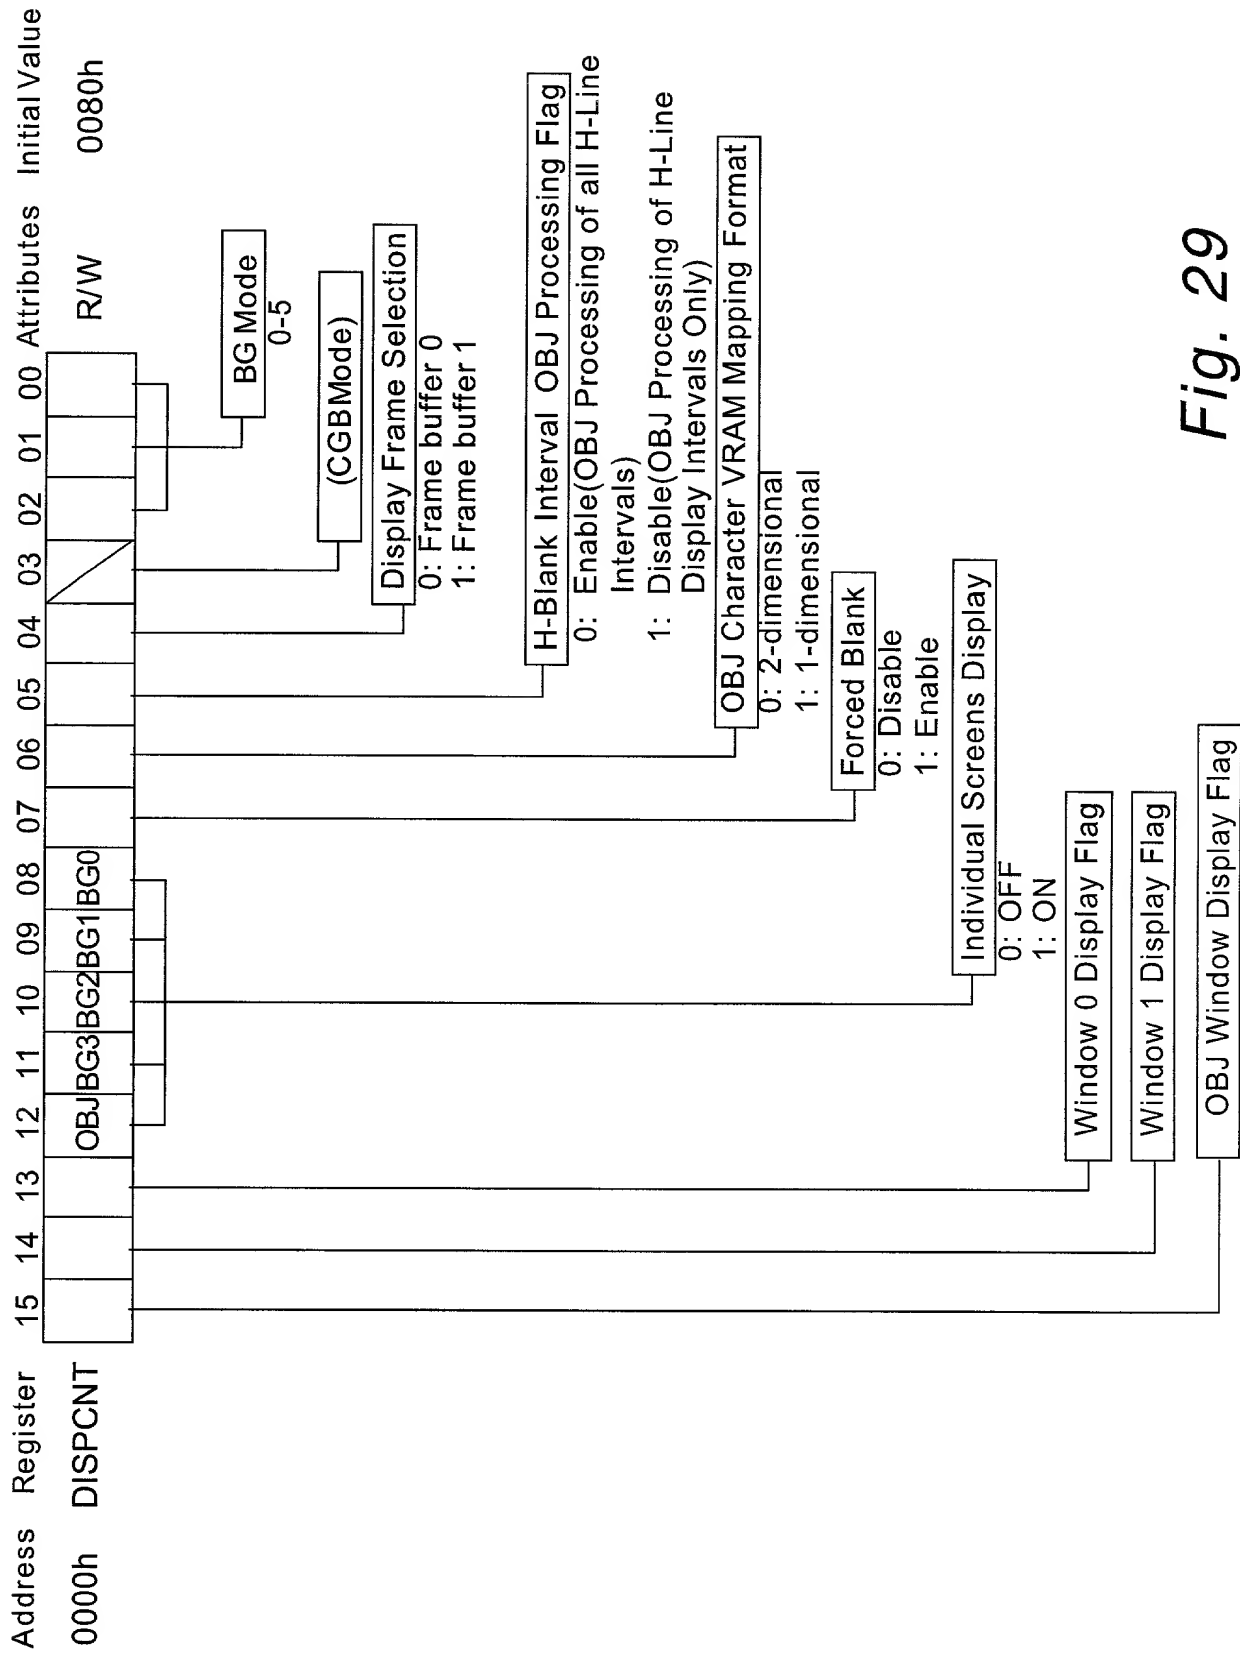 Address Register 15 14 13 12 11 10 09 08 07 06 05 04 03 02 01 00 Attributes Initial Value
0000h DISPCNT OBJ BG3 BG2 BG1 BG0 R/W 0080h
BG Mode
0-5
(CGBMode)
Display Frame Selection
0: Frame buffer 0
1: Frame buffer 1
H-Blank Interval OBJ Processing Flag
0: Enable(OBJ Processing of all H-Line
Intervals)
1: Disable(OBJ Processing of H-Line
Display Intervals Only)
OBJ Character VRAM Mapping Format
0: 2-dimensional
1: 1-dimensional
Forced Blank
0: Disable
1: Enable
Individual Screens Display
0: OFF
1: ON
Window 0 Display Flag
Window 1 Display Flag
OBJ Window Display Flag
Fig. 29